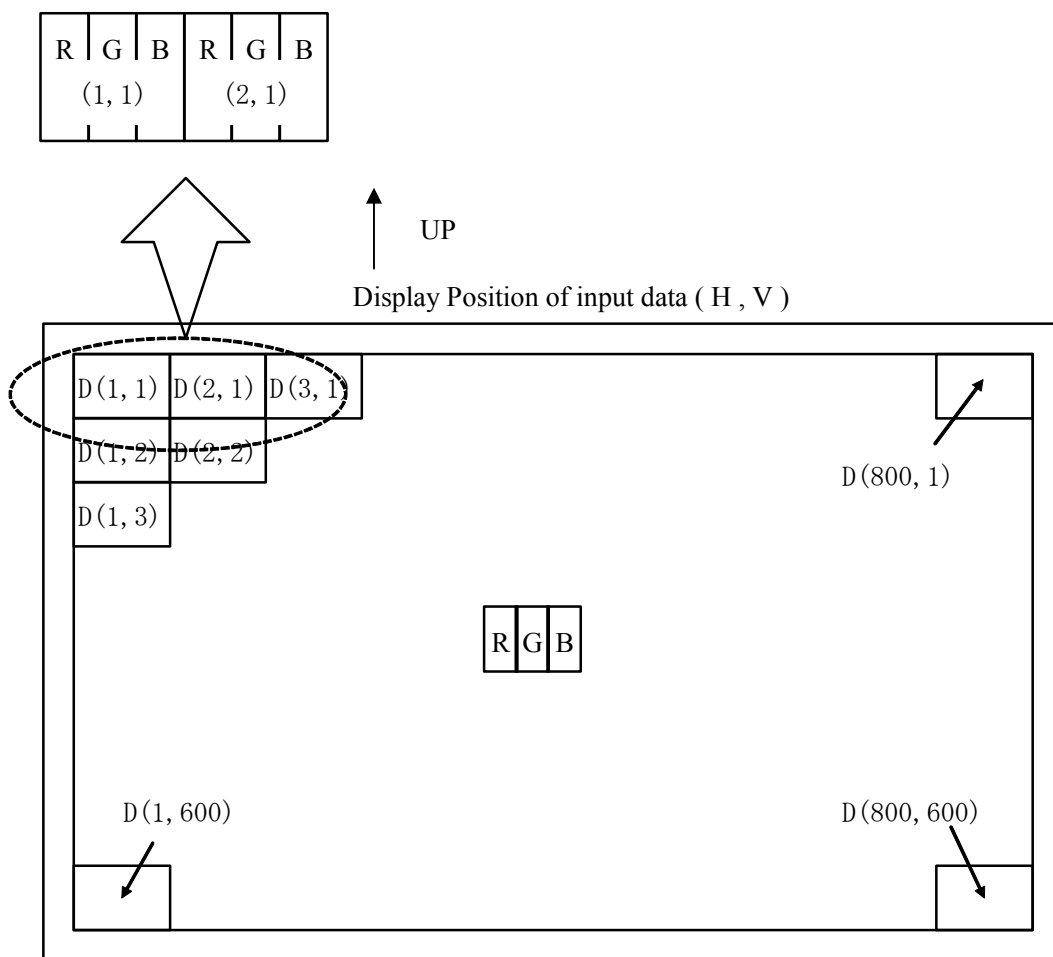 R G B R G B
(1,1) (2,1)
UP
Display Position of input data ( H , V )
D(1,1) D(2,1) D(3,1)
D(1,2) D(2,2)
D(800,1)
D(1,3)
R G B
D(1,600) D(800,600)